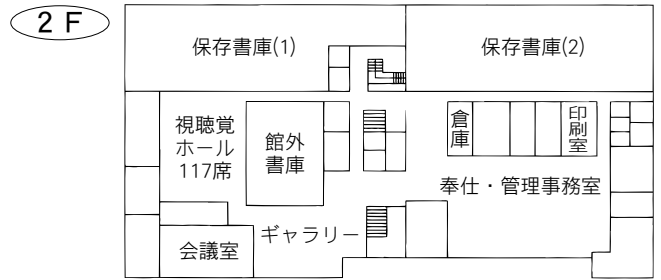 2F
保存書庫(1)
保存書庫(2)
視聴覚
ホール
117席
館外
書庫
倉庫
印刷室
奉仕・管理事務室
ギャラリー
会議室